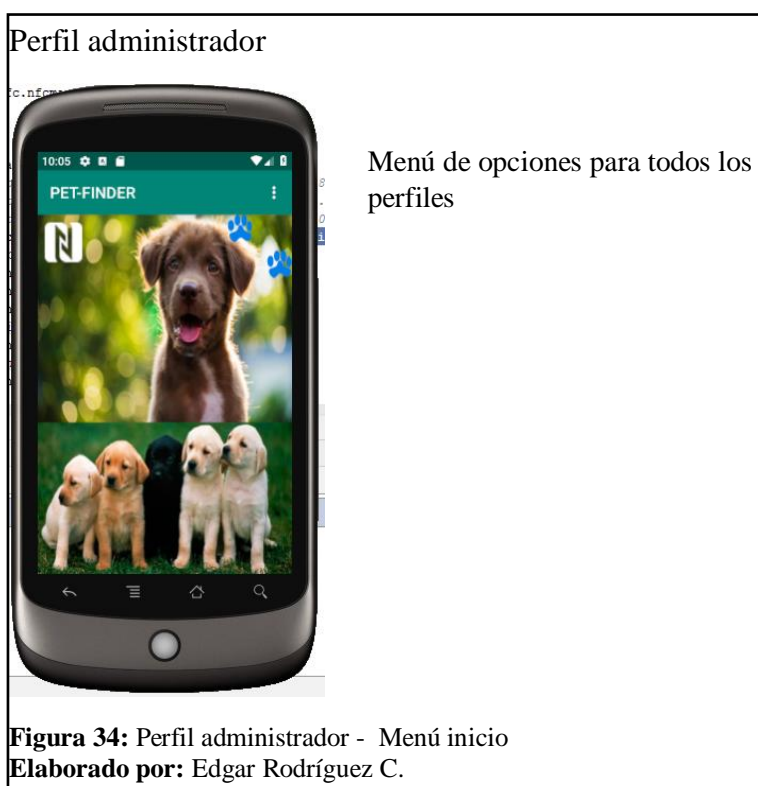 Perfil administrador
10:05
PET-FINDER
Menú de opciones para todos los
perfiles
Figura 34: Perfil administrador - Menú inicio
Elaborado por: Edgar Rodríguez C.